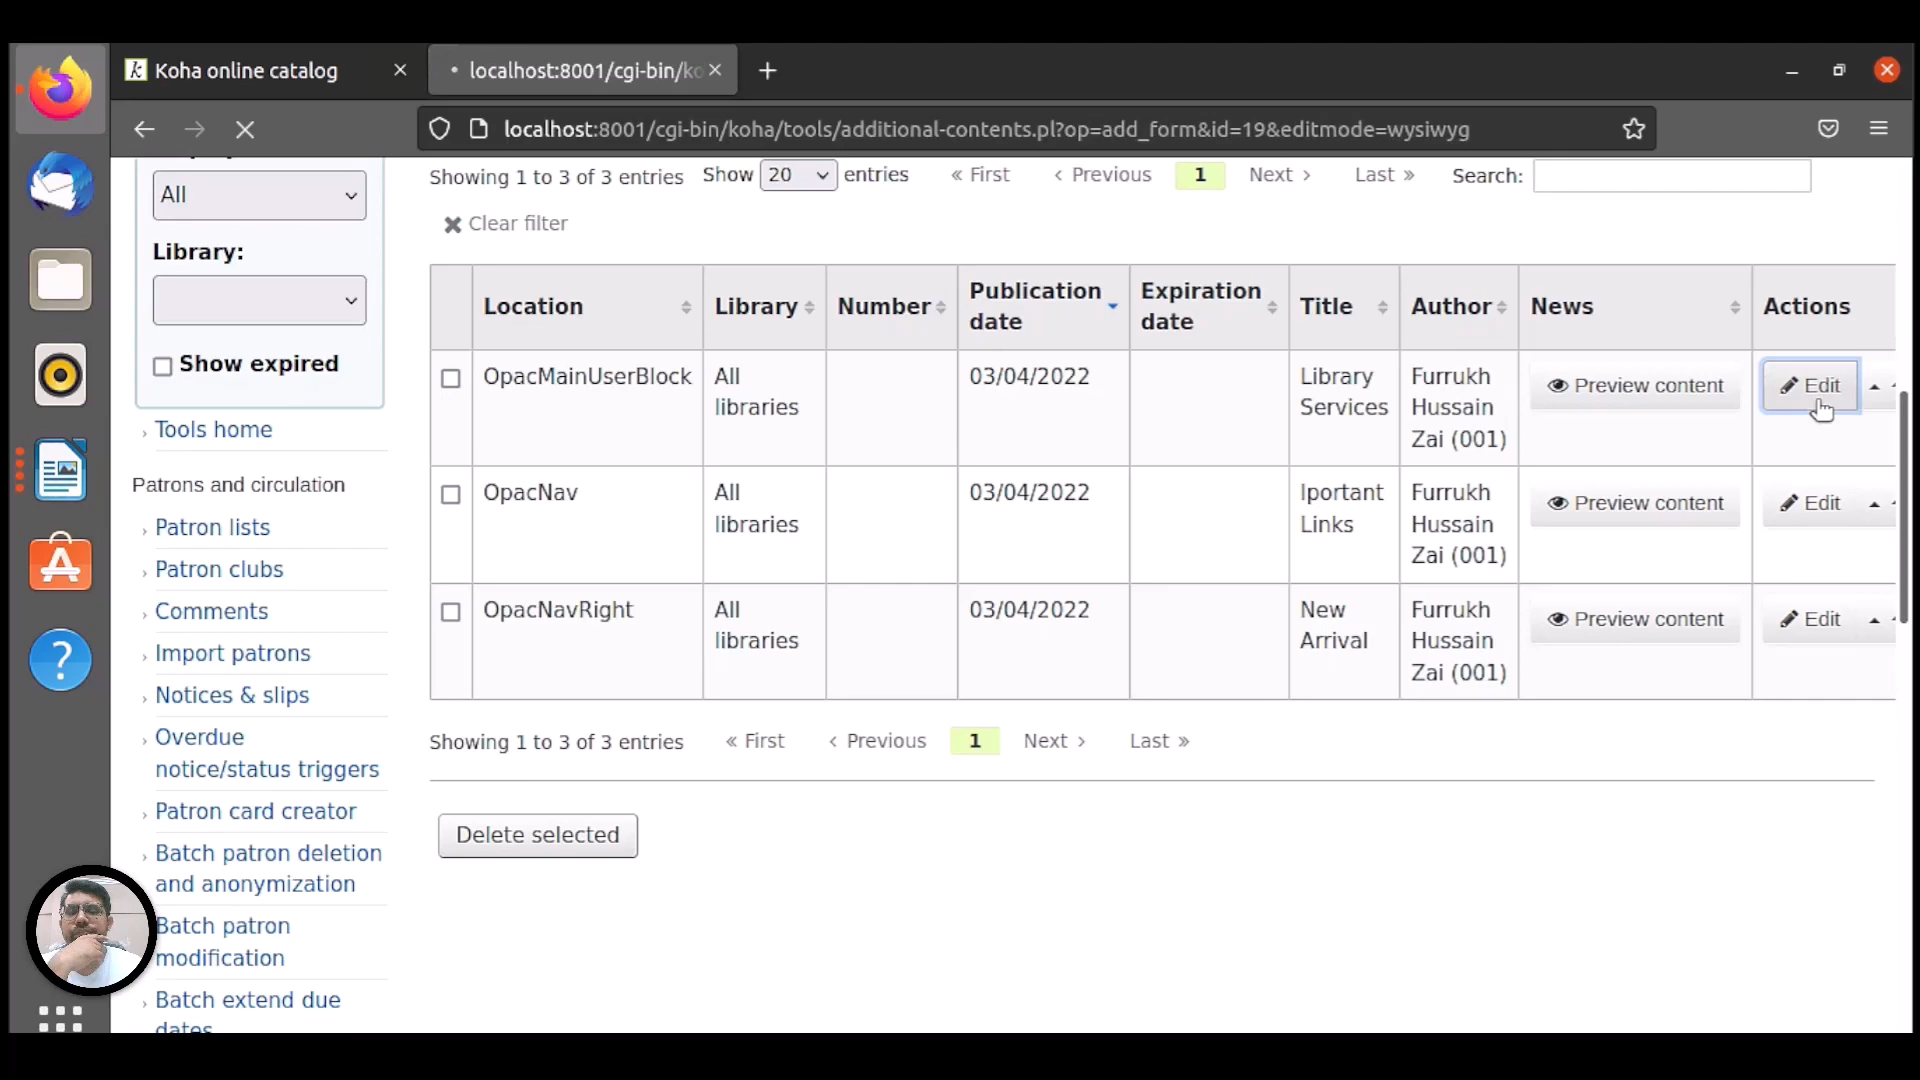 Koha online catalog
localhost:8001/cgi-bin/ko
localhost:8001/cgi-bin/koha/tools/additional-contents.pl?op=add_form&id=19&editmode=wysiwyg
All
Library:
Show expired
Tools home
Patrons and circulation
Patron lists
Patron clubs
Comments
Import patrons
Notices & slips
Overdue
notice/status triggers
Patron card creator
Batch patron deletion
and anonymization
Batch patron
modification
Batch extend due
dates
Showing 1 to 3 of 3 entries Show 20 entries « First ‹ Previous 1 Next › Last » Search:
Clear filter
Location Library Number Publication date Expiration date Title Author News Actions
OpacMainUserBlock All libraries 03/04/2022 Library Services Furrukh Hussain Zai (001) Preview content Edit
OpacNav All libraries 03/04/2022 Iportant Links Furrukh Hussain Zai (001) Preview content Edit
OpacNavRight All libraries 03/04/2022 New Arrival Furrukh Hussain Zai (001) Preview content Edit
Showing 1 to 3 of 3 entries « First ‹ Previous 1 Next › Last »
Delete selected